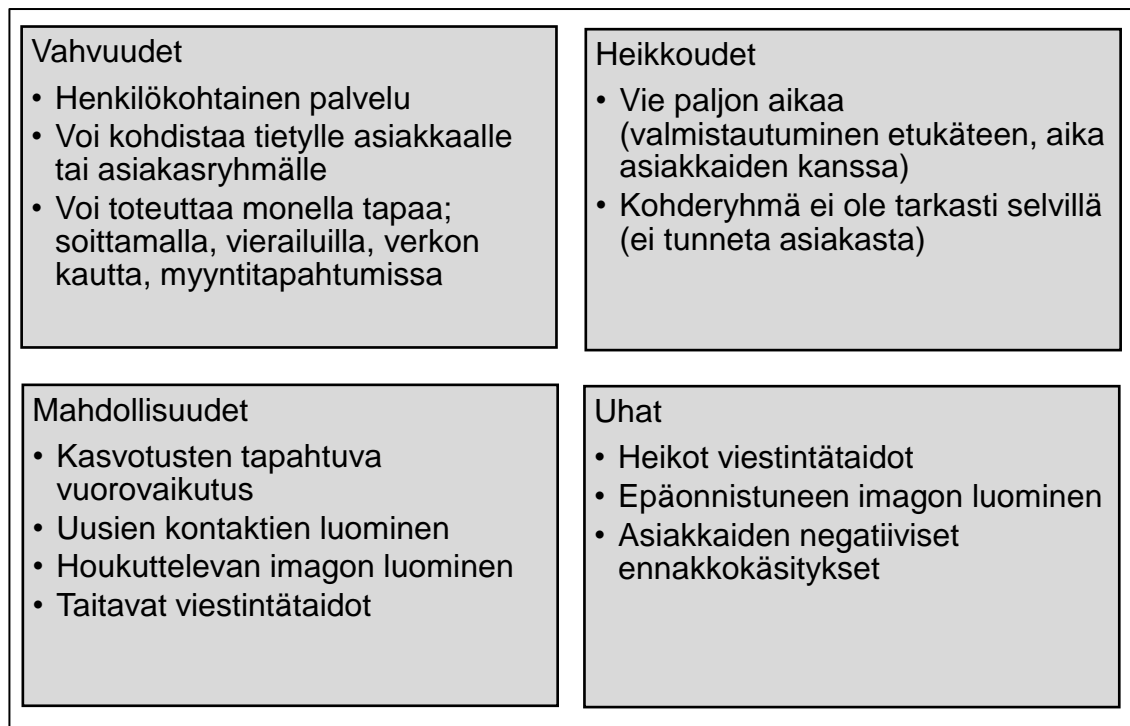 Vahvuudet
• Henkilökohtainen palvelu
• Voi kohdistaa tietylle asiakkaalle
tai asiakasryhmälle
• Voi toteuttaa monella tapaa;
soittamalla, vierailuilla, verkon
kautta, myyntitapahtumissa
Heikkoudet
• Vie paljon aikaa
(valmistautuminen etukäteen, aika
asiakkaiden kanssa)
• Kohderyhmä ei ole tarkasti selvillä
(ei tunneta asiakasta)
Mahdollisuudet
• Kasvotusten tapahtuva
vuorovaikutus
• Uusien kontaktien luominen
• Houkuttelevan imagon luominen
• Taitavat viestintätaidot
Uhat
• Heikot viestintätaidot
• Epäonnistuneen imagon luominen
• Asiakkaiden negatiiviset
ennakkokäsitykset